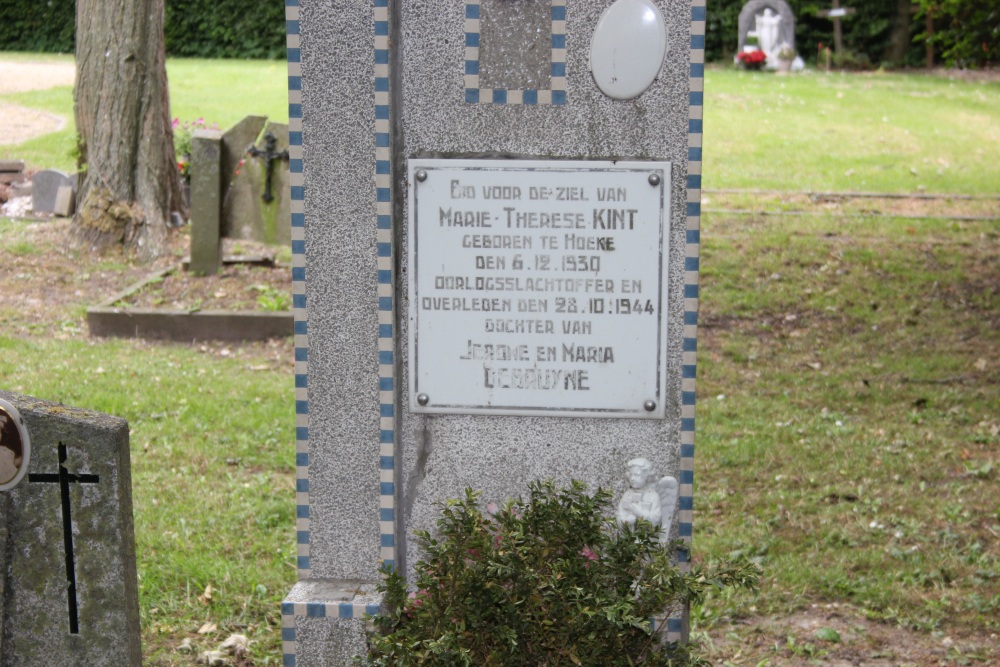 BID VOOR DE ZIEL VAN
MARIE-THERESE KINT
GEBOREN TE HOEKE
DEN 6.12.1930
OORLOGSSLACHTOFFER EN
OVERLEDEN DEN 28.10.1944
DOCHTER VAN
JEROME EN MARIA
DEBRUYNE